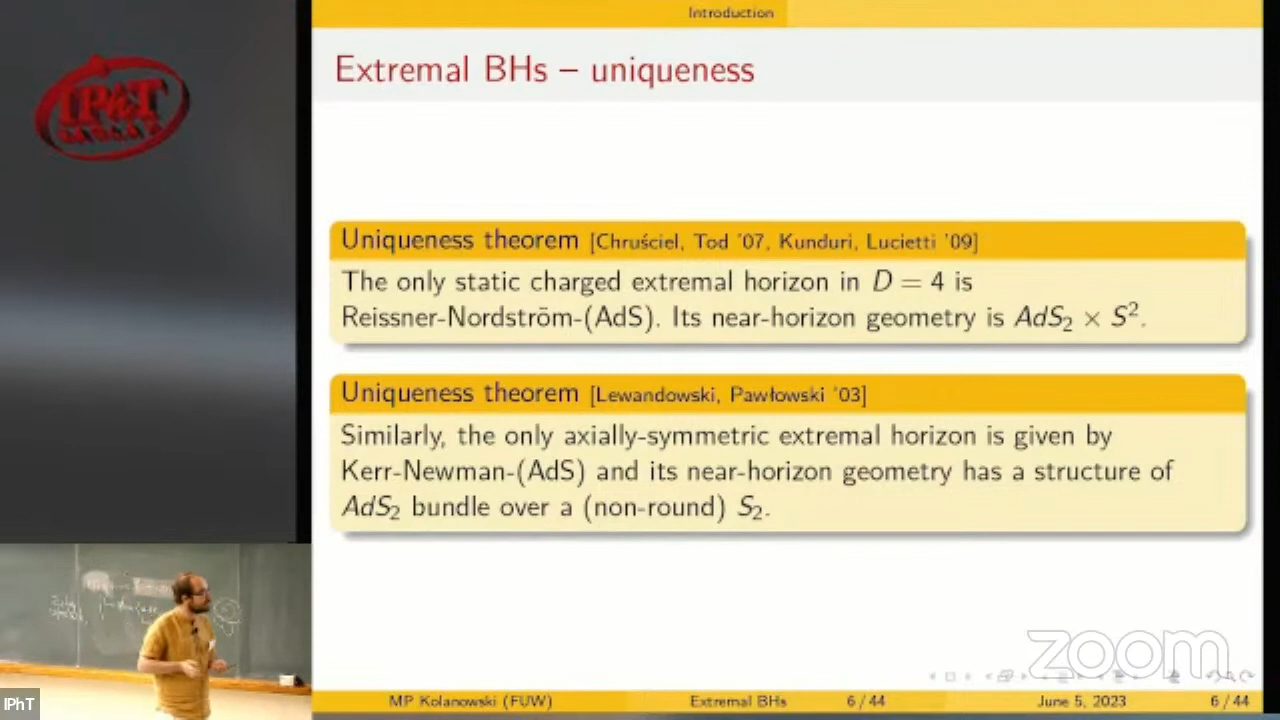 Introduction
IPhT
Extremal BHs – uniqueness
Uniqueness theorem [Chruściel, Tod '07, Kunduri, Lucietti '09]
The only static charged extremal horizon in D = 4 is
Reissner-Nordström-(AdS). Its near-horizon geometry is AdS₂ × S².
Uniqueness theorem [Lewandowski, Pawłowski '03]
Similarly, the only axially-symmetric extremal horizon is given by
Kerr-Newman-(AdS) and its near-horizon geometry has a structure of
AdS₂ bundle over a (non-round) S₂.
zoom
IPhT
MP Kolanowski (FUW) Extremal BHs 6 / 44 June 5, 2023 6 / 44